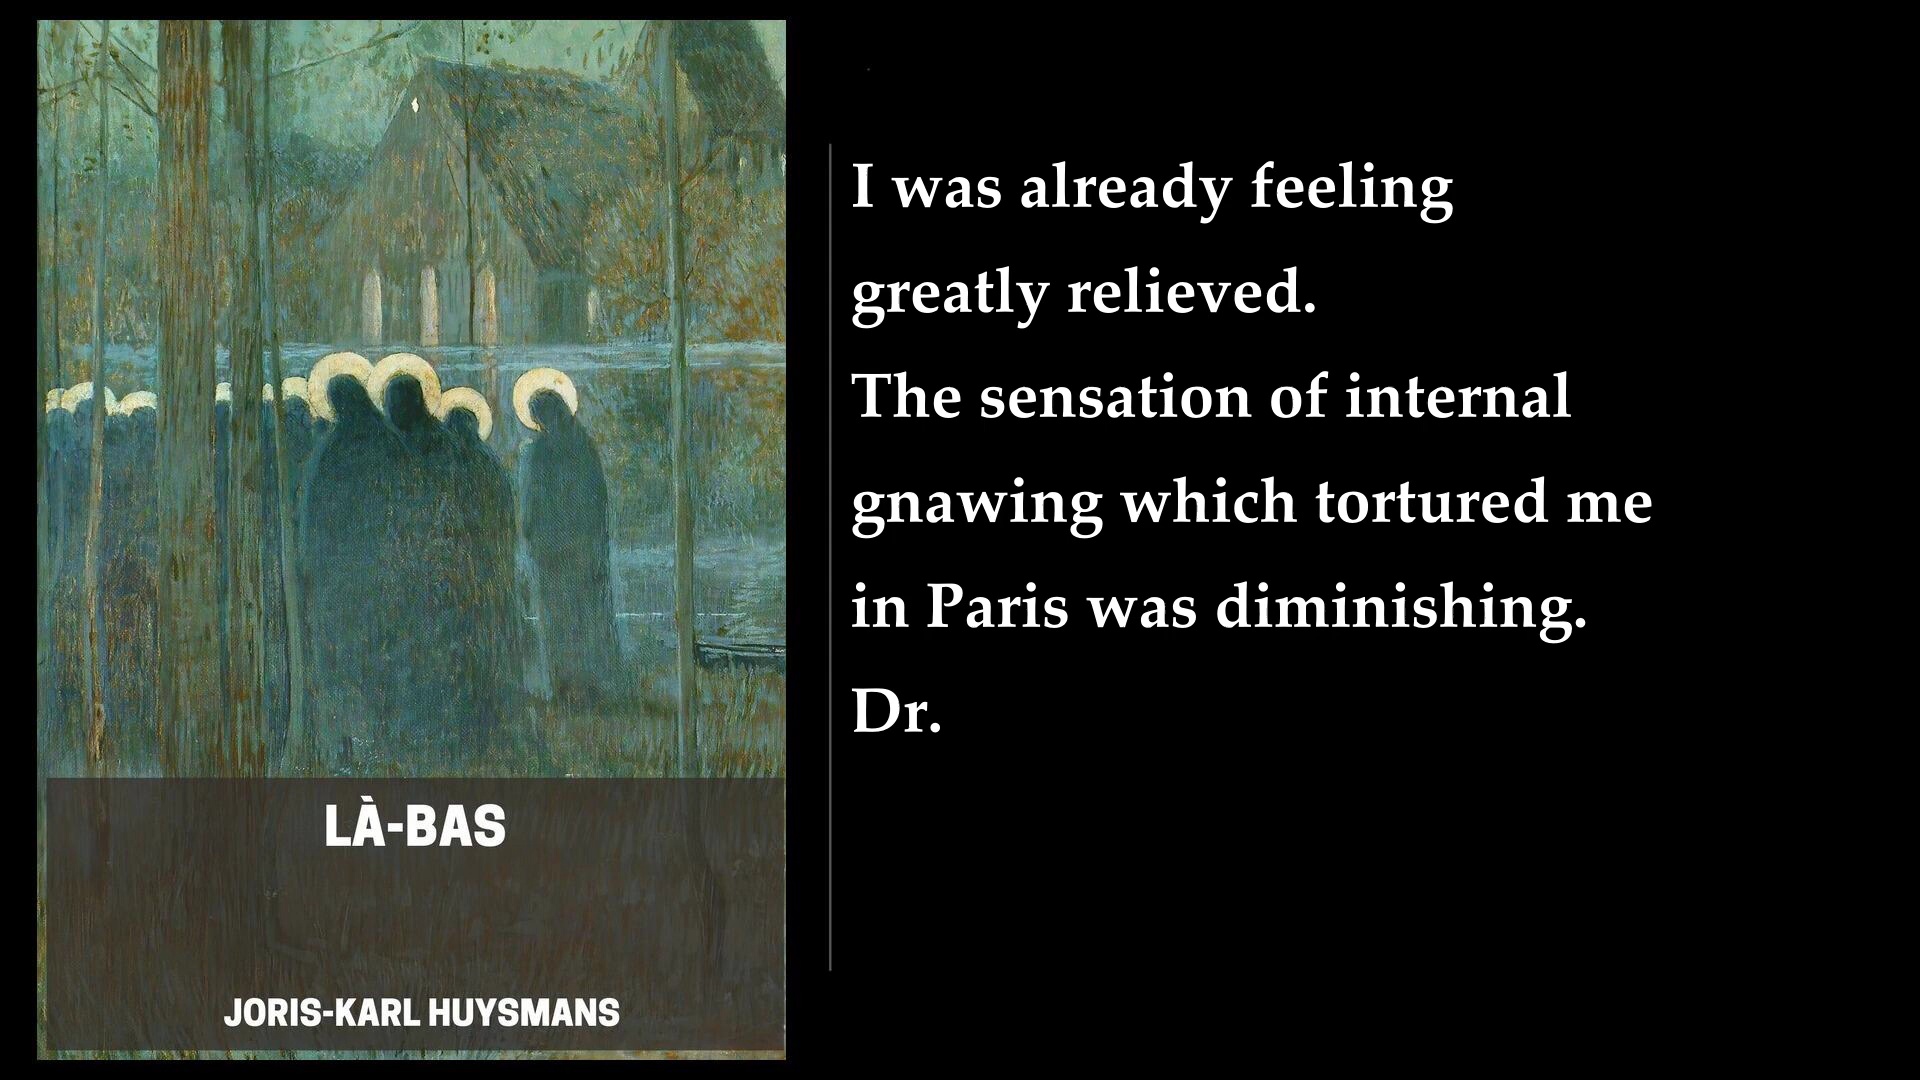 LÀ-BAS
JORIS-KARL HUYSMANS
I was already feeling
greatly relieved.
The sensation of internal
gnawing which tortured me
in Paris was diminishing.
Dr.